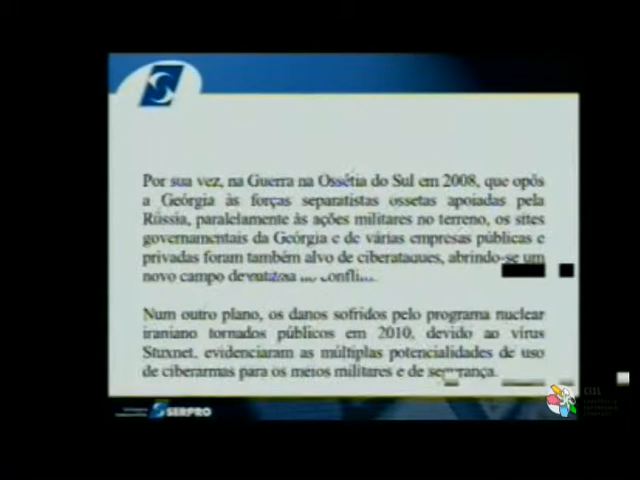 Por sua vez, na Guerra na Ossétia do Sul em 2008, que opôs
a Geórgia às forças separatistas ossetas apoiadas pela
Rússia, paralelamente às ações militares no terreno, os sites
governamentais da Geórgia e de várias empresas públicas e
privadas foram também alvo de ciberataques, abrindo-se um
novo campo de
Num outro plano, os danos sofridos pelo programa nuclear
iraniano tornados públicos em 2010, devido ao vírus
Stuxnet, evidenciaram as múltiplas potencialidades de uso
de ciberarmas para os meios militares e de segurança.
SERPRO